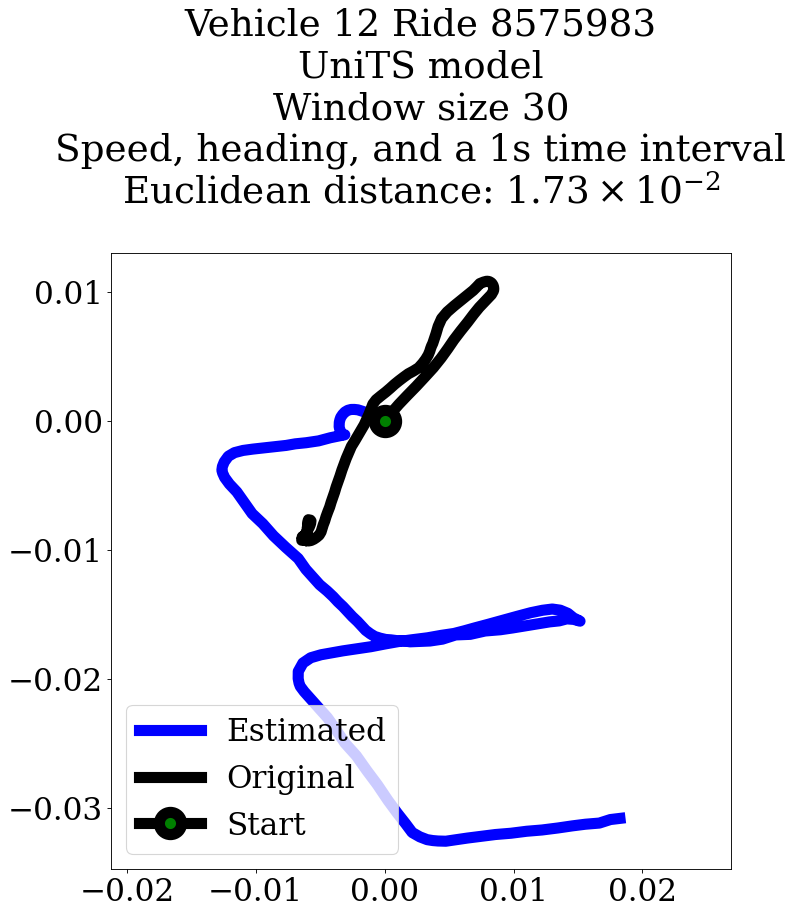 Vehicle 12 Ride 8575983
UniTS model
Window size 30
Speed, heading, and a 1s time interval
Euclidean distance: 1.73 × 10⁻²
0.01
0.00
−0.01
−0.02
−0.03
Estimated
Original
Start
−0.02 −0.01 0.00 0.01 0.02